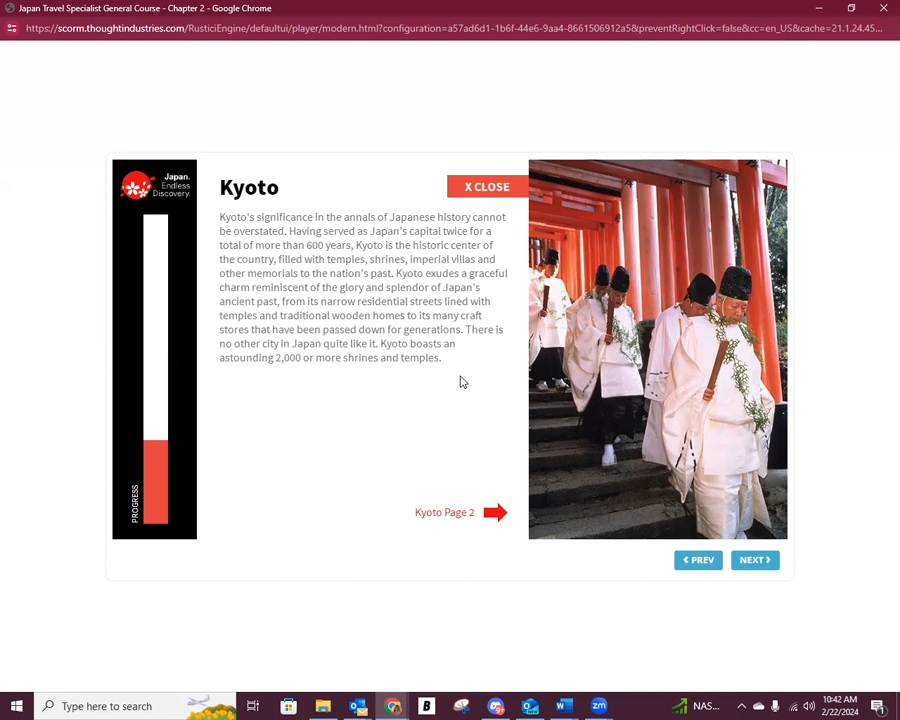 Japan Travel Specialist General Course - Chapter 2 - Google Chrome
https://scorm.thoughtindustries.com/RusticiEngine/defaultui/player/modern.html?configuration=a57ad6d1-1b6f-44e6-9aa4-8661506912a5&preventRightClick=false&cc=en_US&cache=21.1.24.45...
Japan.
Endless
Discovery.
PROGRESS
Kyoto
X CLOSE
Kyoto's significance in the annals of Japanese history cannot
be overstated. Having served as Japan's capital twice for a
total of more than 600 years, Kyoto is the historic center of
the country, filled with temples, shrines, imperial villas and
other memorials to the nation's past. Kyoto exudes a graceful
charm reminiscent of the glory and splendor of Japan's
ancient past, from its narrow residential streets lined with
temples and traditional wooden homes to its many craft
stores that have been passed down for generations. There is
no other city in Japan quite like it. Kyoto boasts an
astounding 2,000 or more shrines and temples.
Kyoto Page 2
PREV
NEXT
Type here to search
B
W
zm
NAS...
10:42 AM
2/22/2024
1